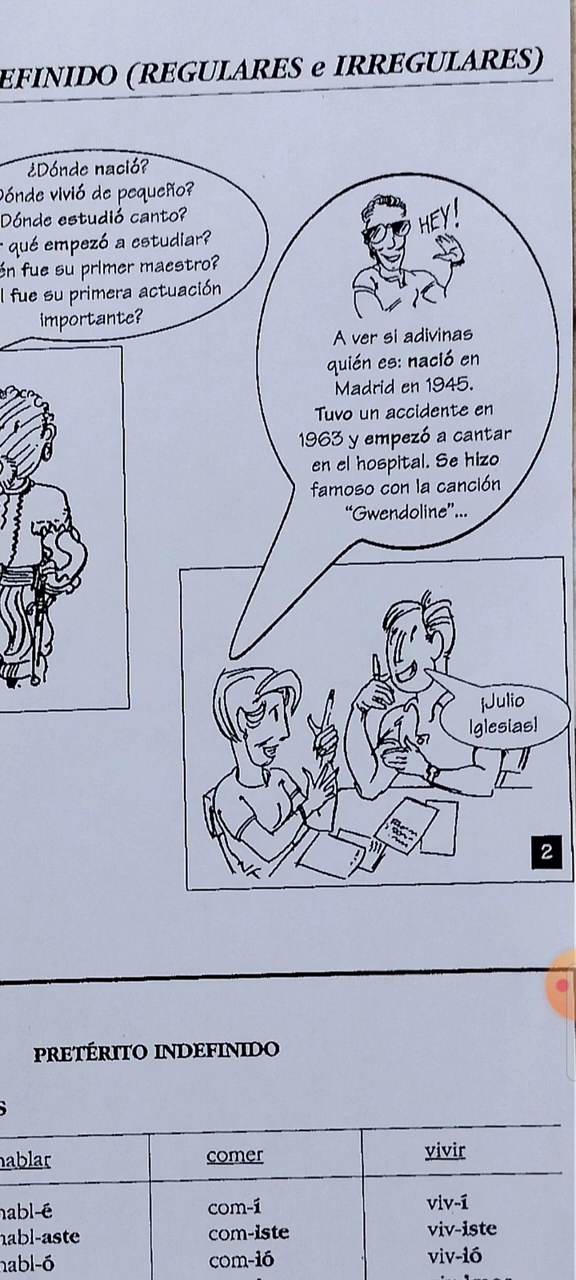 EFINIDO (REGULARES e IRREGULARES)
¿Dónde nació?
Dónde vivió de pequeño?
Dónde estudió canto?
qué empezó a estudiar?
én fue su primer maestro?
l fue su primera actuación
importante?
HEY!
A ver si adivinas
quién es: nació en
Madrid en 1945.
Tuvo un accidente en
1963 y empezó a cantar
en el hospital. Se hizo
famoso con la canción
"Gwendoline"...
¡Julio
Iglesias!
2
PRETÉRITO INDEFINIDO
S
hablar comer vivir
habl-é com-í viv-í
habl-aste com-iste viv-iste
habl-ó com-ió viv-ió